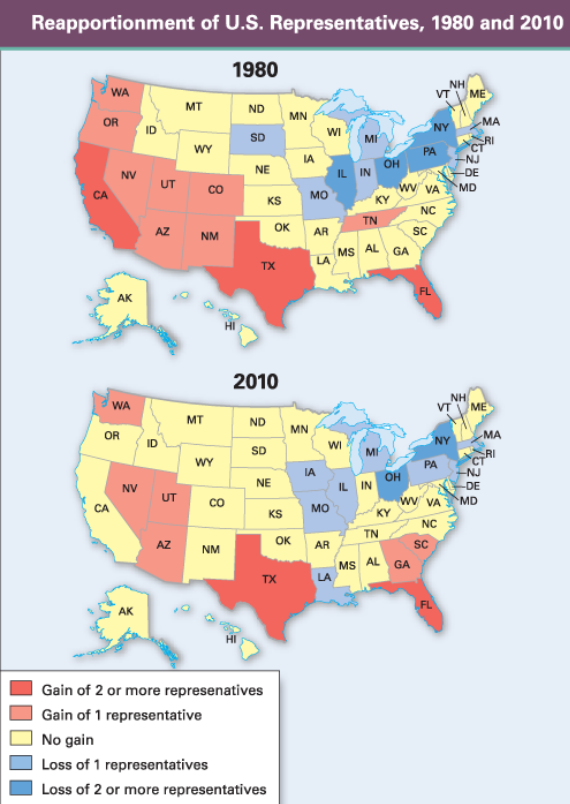 Reapportionment of U.S. Representatives, 1980 and 2010
1980
WA
MT
ND
MN
VT
NH
ME
OR
ID
SD
WI
MI
NY
MA
WY
RI
CT
PA
NJ
IA
NE
NV
UT
CO
CA
IL
IN
OH
DE
MD
WV
VA
KS
MO
KY
NC
TN
AZ
NM
OK
AR
SC
MS
AL
GA
TX
LA
FL
AK
HI
2010
WA
MT
ND
MN
VT
NH
ME
OR
ID
SD
WI
MI
NY
MA
WY
RI
CT
PA
NJ
IA
NE
NV
UT
CO
CA
IL
IN
OH
DE
MD
WV
VA
KS
MO
KY
NC
TN
AZ
NM
OK
AR
SC
MS
AL
GA
TX
LA
FL
AK
HI
Gain of 2 or more represenatives
Gain of 1 representative
No gain
Loss of 1 representatives
Loss of 2 or more representatives